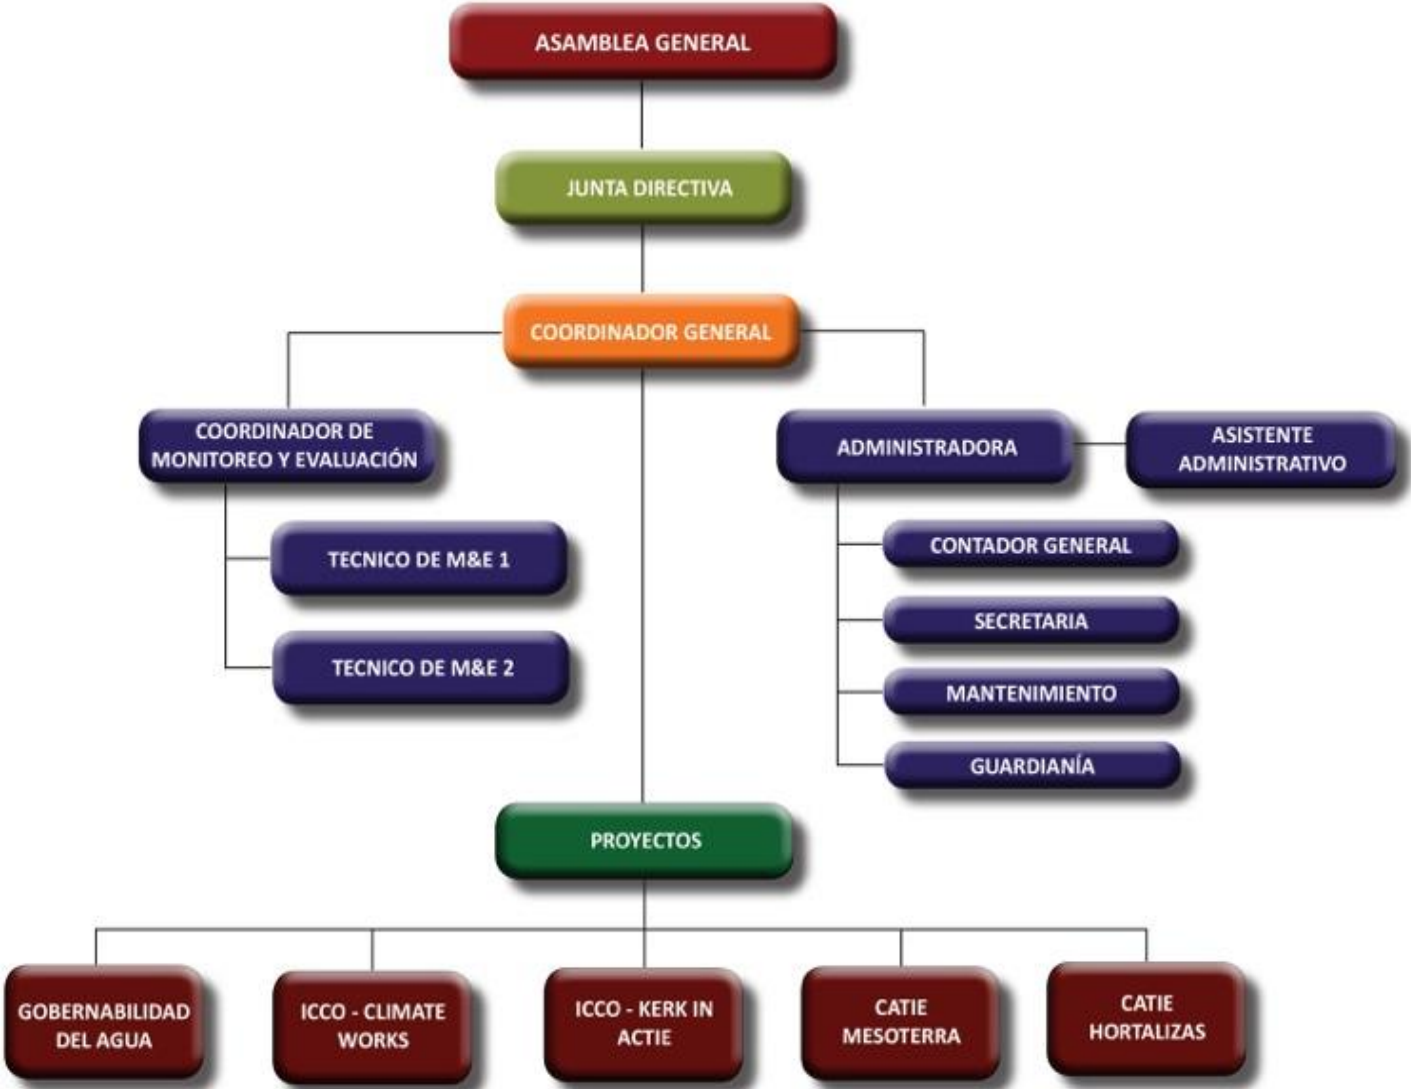 ASAMBLEA GENERAL
JUNTA DIRECTIVA
COORDINADOR GENERAL
COORDINADOR DE
MONITOREO Y EVALUACIÓN
TECNICO DE M&E 1
TECNICO DE M&E 2
ADMINISTRADORA
ASISTENTE
ADMINISTRATIVO
CONTADOR GENERAL
SECRETARIA
MANTENIMIENTO
GUARDIANÍA
PROYECTOS
GOBERNABILIDAD
DEL AGUA
ICCO - CLIMATE
WORKS
ICCO - KERK IN
ACTIE
CATIE
MESOTERRA
CATIE
HORTALIZAS